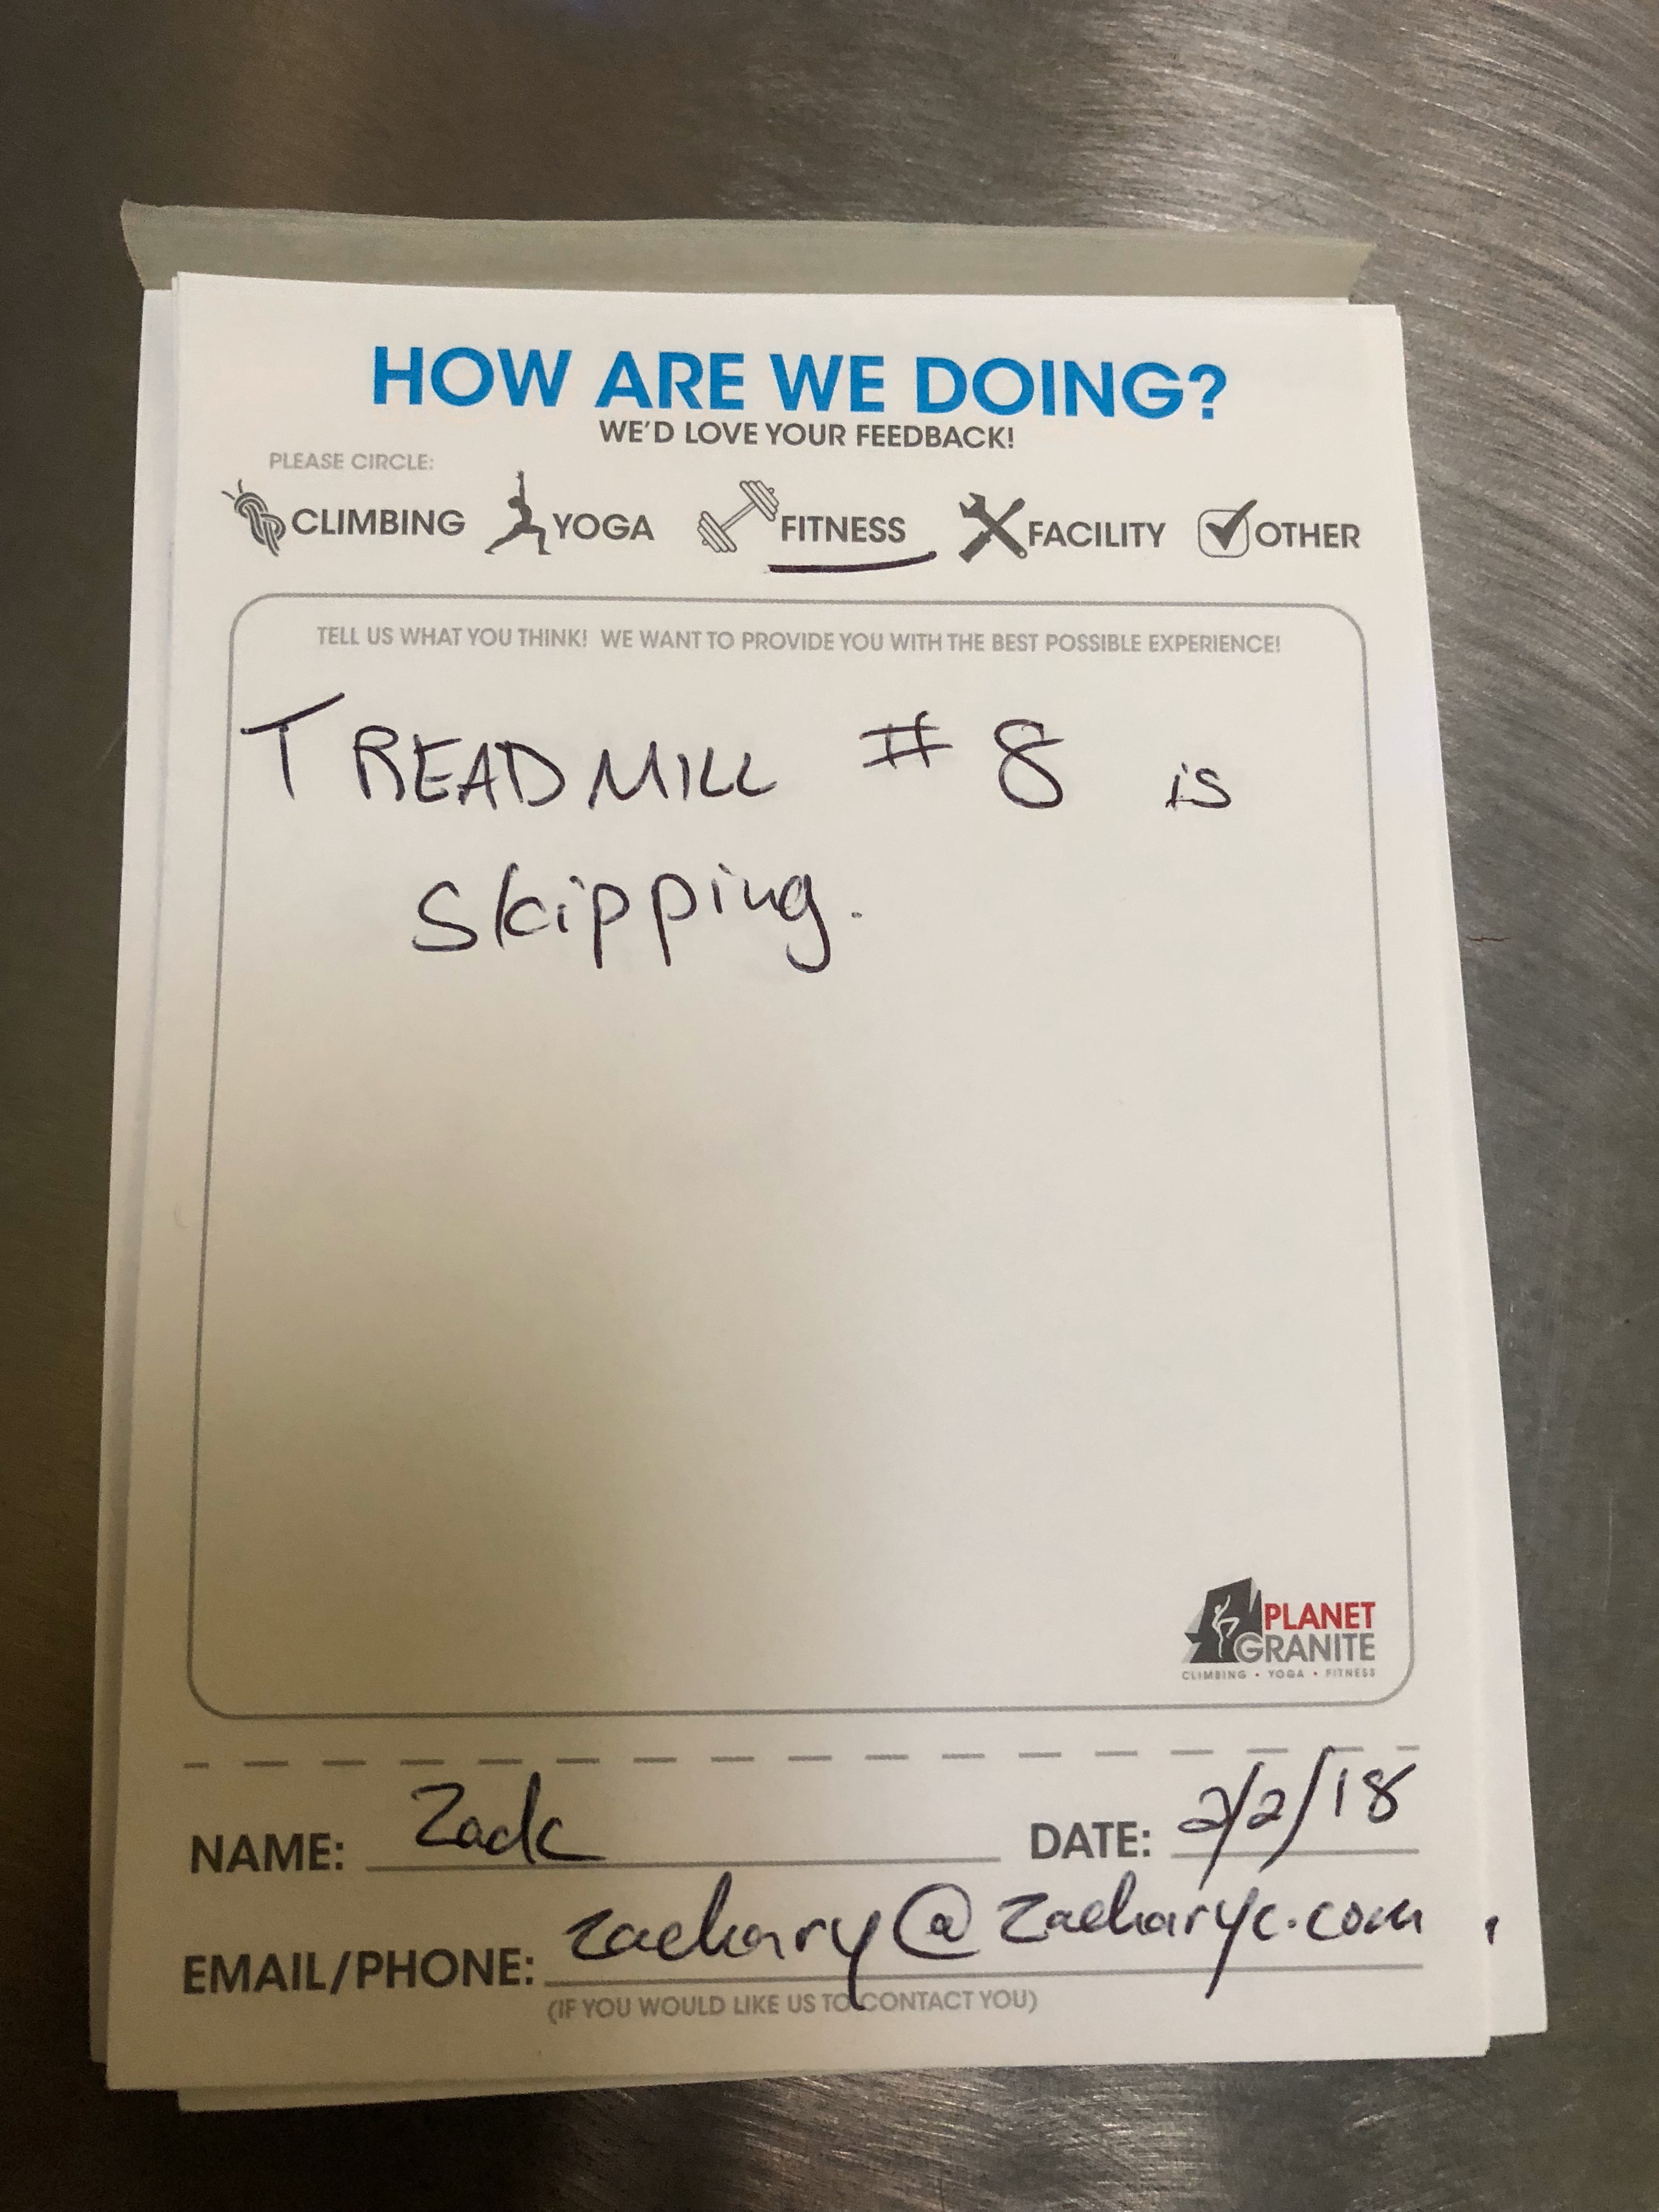 HOW ARE WE DOING?
WE'D LOVE YOUR FEEDBACK!
PLEASE CIRCLE:
CLIMBING YOGA FITNESS FACILITY OTHER
TELL US WHAT YOU THINK! WE WANT TO PROVIDE YOU WITH THE BEST POSSIBLE EXPERIENCE!
TREADMILL # 8 is
skipping.
PLANET
GRANITE
CLIMBING • YOGA • FITNESS
NAME: Zack DATE: 2/2/18
EMAIL/PHONE: zachary@zacharyc.com
(IF YOU WOULD LIKE US TO CONTACT YOU)